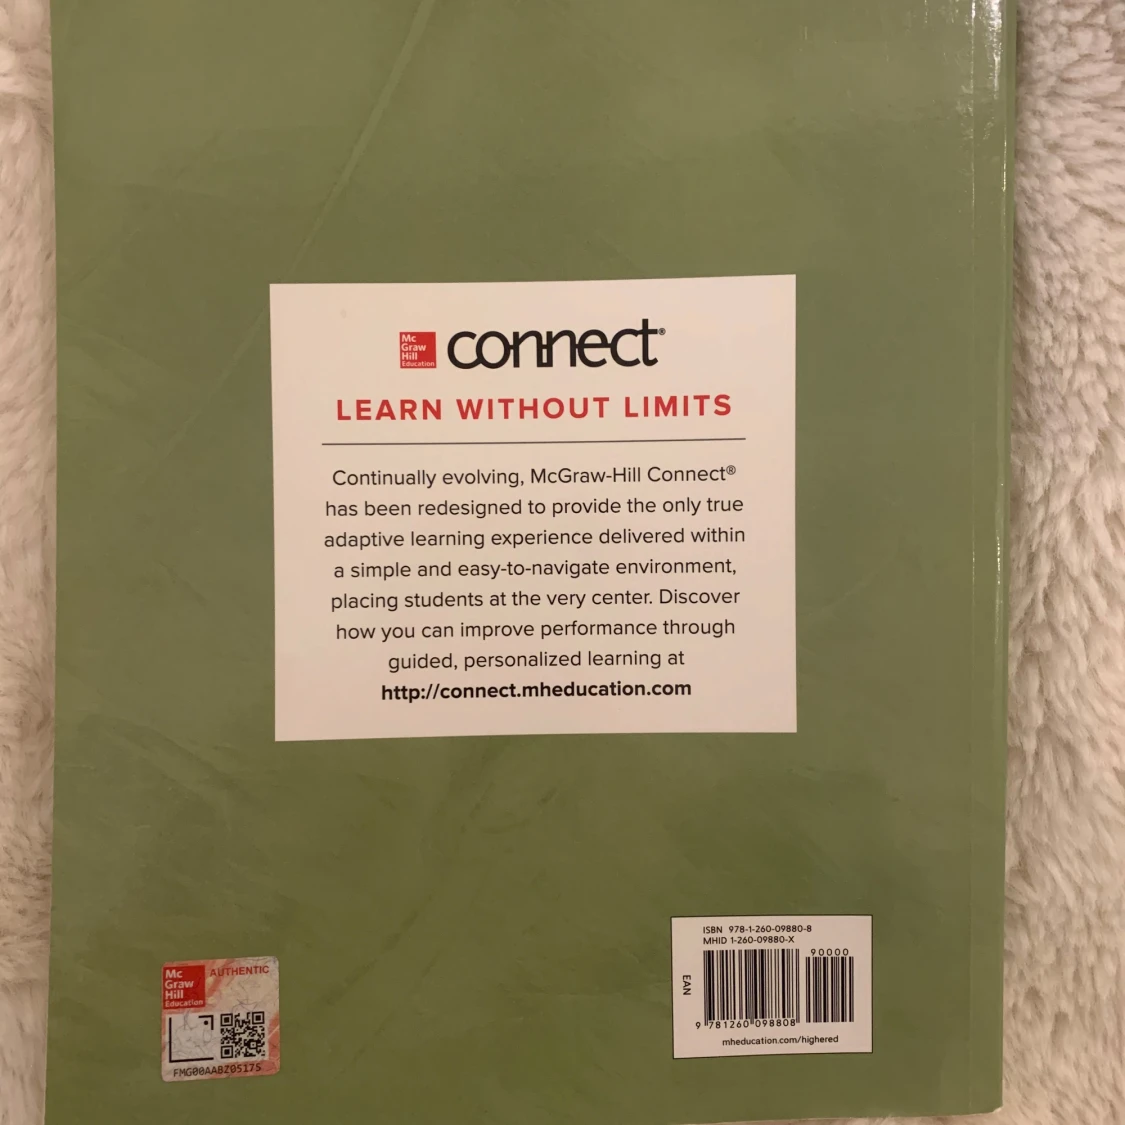 Mc
Graw
Hill
Education
connect®
LEARN WITHOUT LIMITS
Continually evolving, McGraw-Hill Connect®
has been redesigned to provide the only true
adaptive learning experience delivered within
a simple and easy-to-navigate environment,
placing students at the very center. Discover
how you can improve performance through
guided, personalized learning at
http://connect.mheducation.com
ISBN 978-1-260-09880-8
MHID 1-260-09880-X
90000
EAN
9 781260 098808
mheducation.com/highered
Mc
Graw
Hill
Education
AUTHENTIC
FMG00AABZ0517S